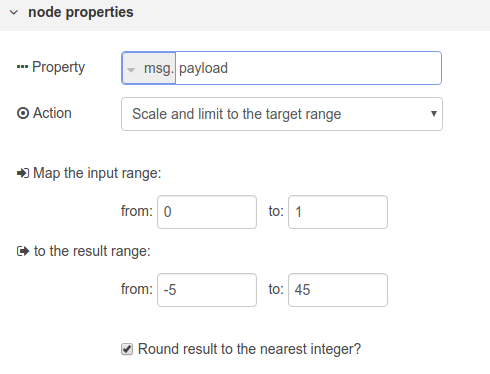 node properties
Property msg. payload
Action Scale and limit to the target range
Map the input range:
from: 0 to: 1
to the result range:
from: -5 to: 45
Round result to the nearest integer?